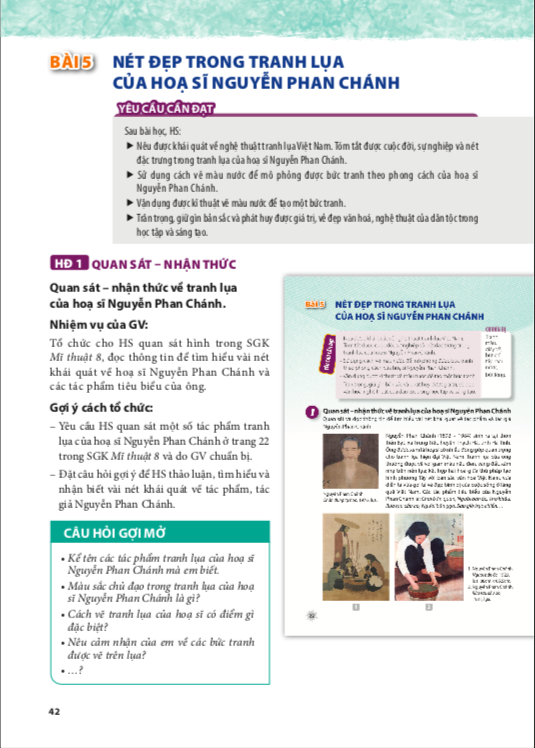 BÀI 5
NÉT ĐẸP TRONG TRANH LỤA
CỦA HOẠ SĨ NGUYỄN PHAN CHÁNH
YÊU CẦU CẦN ĐẠT
Sau bài học, HS:
▶ Nêu được khái quát về nghệ thuật tranh lụa Việt Nam. Tóm tắt được cuộc đời, sự nghiệp và nét
đặc trưng trong tranh lụa của hoạ sĩ Nguyễn Phan Chánh.
▶ Sử dụng cách vẽ màu nước để mô phỏng được bức tranh theo phong cách của hoạ sĩ
Nguyễn Phan Chánh.
▶ Vận dụng được kĩ thuật vẽ màu nước để tạo một bức tranh.
▶ Trân trọng, giữ gìn bản sắc và phát huy được giá trị, vẻ đẹp văn hoá, nghệ thuật của dân tộc trong
học tập và sáng tạo.
HĐ 1 QUAN SÁT – NHẬN THỨC
Quan sát – nhận thức về tranh lụa
của hoạ sĩ Nguyễn Phan Chánh.
Nhiệm vụ của GV:
Tổ chức cho HS quan sát hình trong SGK
Mĩ thuật 8, đọc thông tin để tìm hiểu vài nét
khái quát về hoạ sĩ Nguyễn Phan Chánh và
các tác phẩm tiêu biểu của ông.
Gợi ý cách tổ chức:
– Yêu cầu HS quan sát một số tác phẩm tranh
lụa của hoạ sĩ Nguyễn Phan Chánh ở trang 22
trong SGK Mĩ thuật 8 và do GV chuẩn bị.
– Đặt câu hỏi gợi ý để HS thảo luận, tìm hiểu và
nhận biết vài nét khái quát về tác phẩm, tác
giả Nguyễn Phan Chánh.
CÂU HỎI GỢI MỞ
• Kể tên các tác phẩm tranh lụa của hoạ sĩ
Nguyễn Phan Chánh mà em biết.
• Màu sắc chủ đạo trong tranh lụa của hoạ
sĩ Nguyễn Phan Chánh là gì?
• Cách vẽ tranh lụa của hoạ sĩ có điểm gì
đặc biệt?
• Nêu cảm nhận của em về các bức tranh
được vẽ trên lụa?
• …?
BÀI 5
NÉT ĐẸP TRONG TRANH LỤA
CỦA HOẠ SĨ NGUYỄN PHAN CHÁNH
1
Quan sát – nhận thức về tranh lụa của hoạ sĩ Nguyễn Phan Chánh
1
2
42